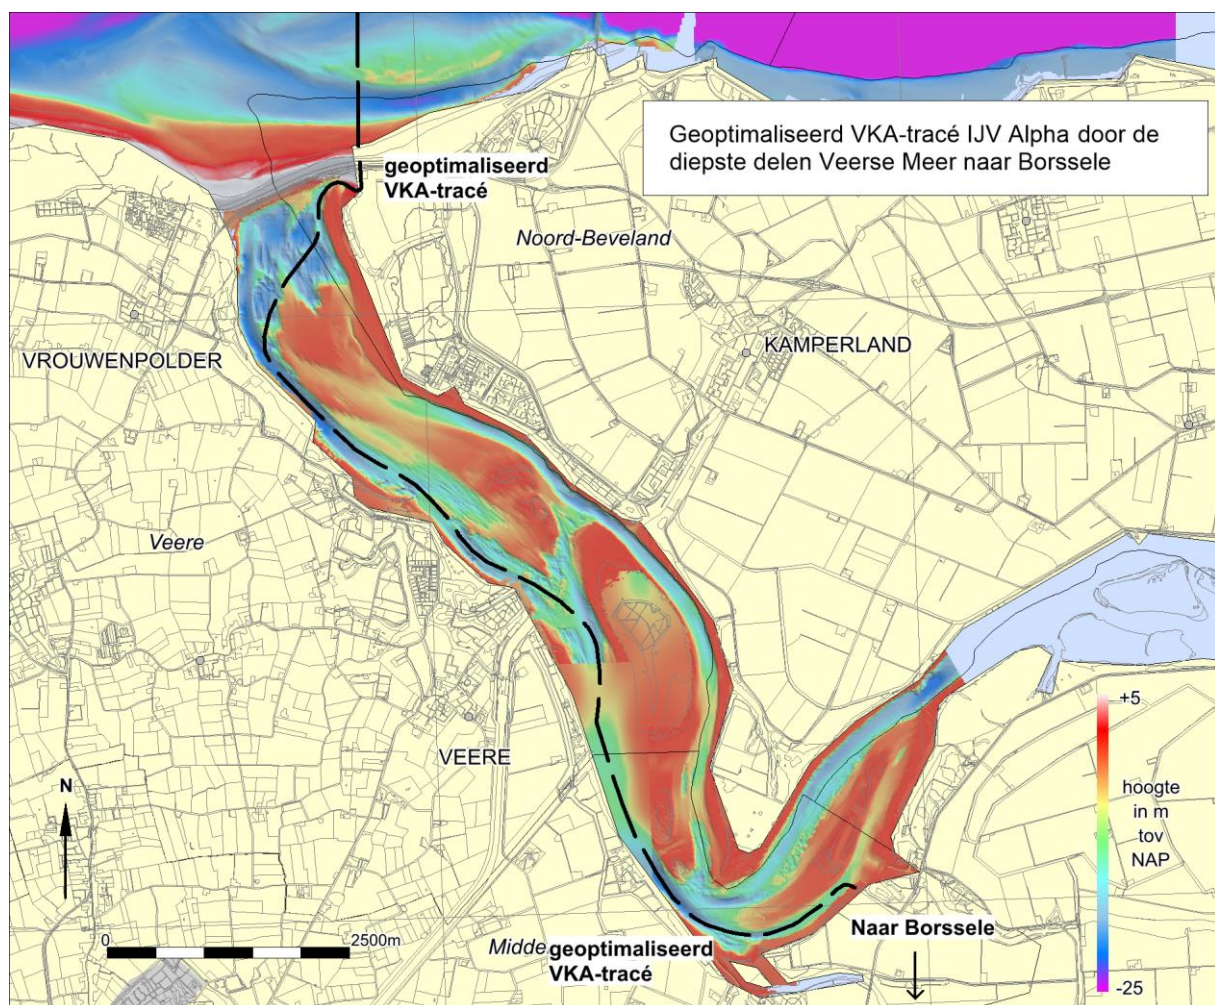 Geoptimaliseerd VKA-tracé IJV Alpha door de
diepste delen Veerse Meer naar Borssele
geoptimaliseerd
VKA-tracé
Noord-Beveland
KAMPERLAND
VROUWENPOLDER
Veere
VEERE
+5
hoogte
in m
tov
NAP
-25
N
0
2500m
Midde
geoptimaliseerd
VKA-tracé
Naar Borssele